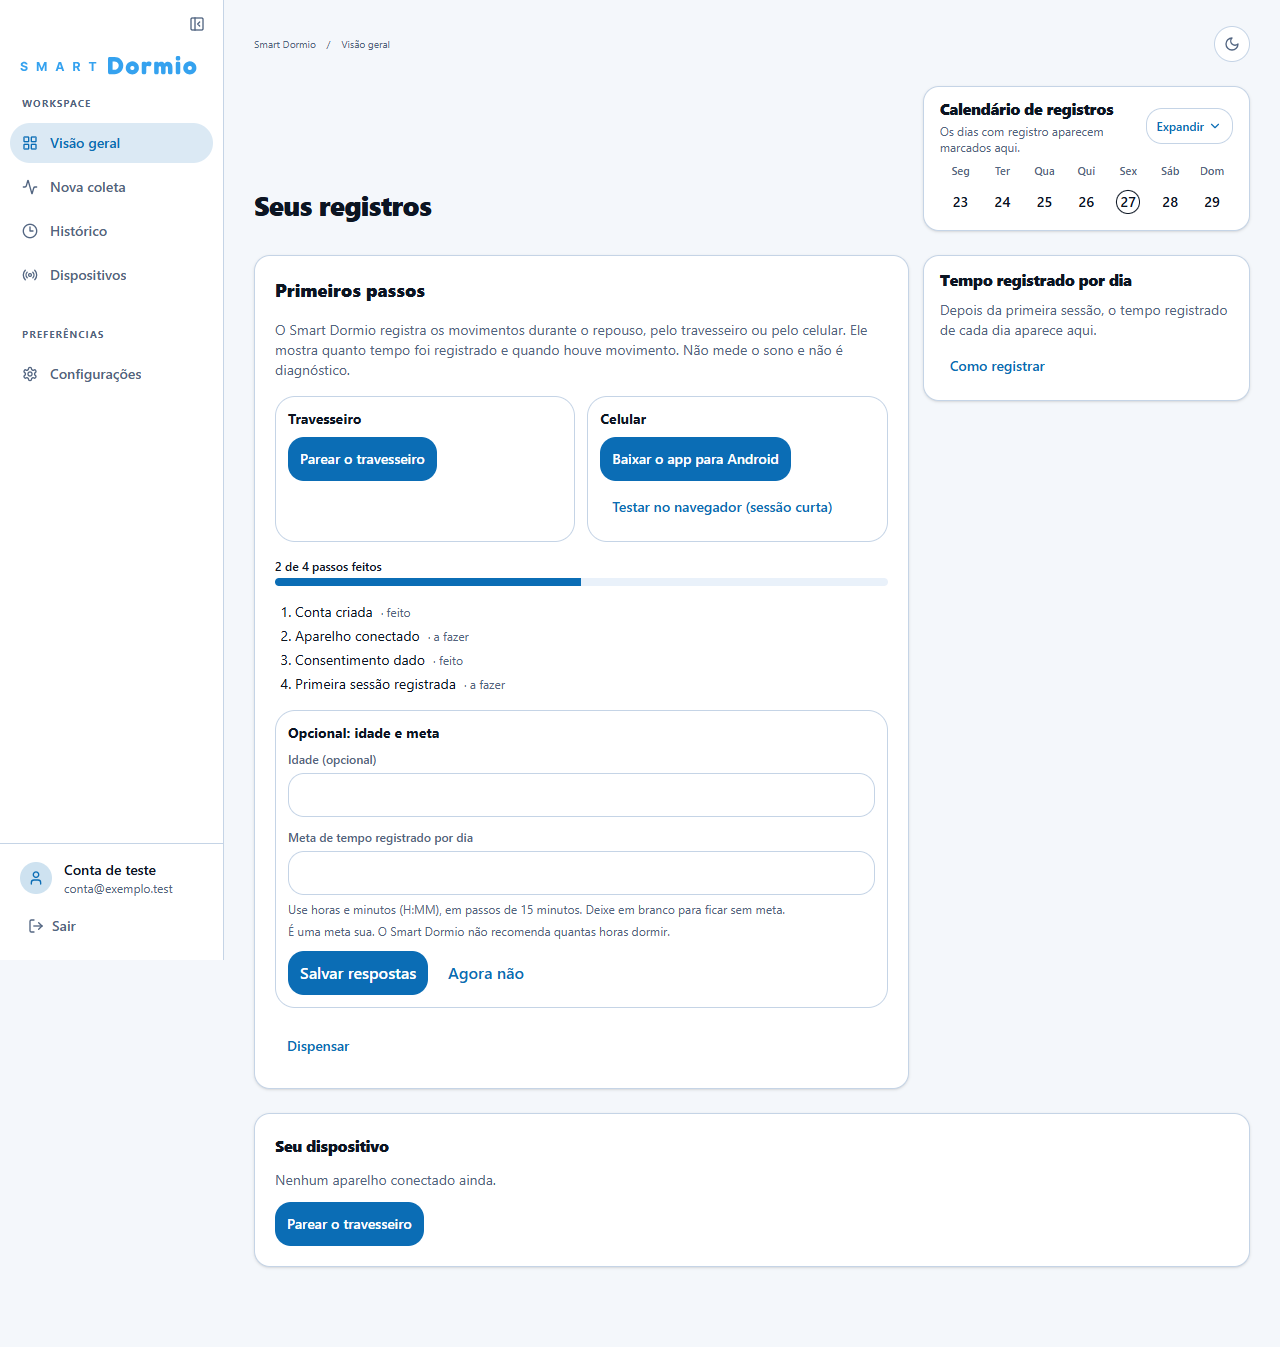 SMART Dormio
WORKSPACE
Visão geral
Nova coleta
Histórico
Dispositivos
PREFERÊNCIAS
Configurações
Conta de teste
conta@exemplo.test
Sair
Smart Dormio / Visão geral
Seus registros
Calendário de registros
Os dias com registro aparecem
marcados aqui.
Expandir
Seg Ter Qua Qui Sex Sáb Dom
23 24 25 26 27 28 29
Primeiros passos
O Smart Dormio registra os movimentos durante o repouso, pelo travesseiro ou pelo celular. Ele
mostra quanto tempo foi registrado e quando houve movimento. Não mede o sono e não é
diagnóstico.
Travesseiro
Parear o travesseiro
Celular
Baixar o app para Android
Testar no navegador (sessão curta)
2 de 4 passos feitos
1. Conta criada · feito
2. Aparelho conectado · a fazer
3. Consentimento dado · feito
4. Primeira sessão registrada · a fazer
Opcional: idade e meta
Idade (opcional)
Meta de tempo registrado por dia
Use horas e minutos (H:MM), em passos de 15 minutos. Deixe em branco para ficar sem meta.
É uma meta sua. O Smart Dormio não recomenda quantas horas dormir.
Salvar respostas
Agora não
Dispensar
Tempo registrado por dia
Depois da primeira sessão, o tempo registrado
de cada dia aparece aqui.
Como registrar
Seu dispositivo
Nenhum aparelho conectado ainda.
Parear o travesseiro